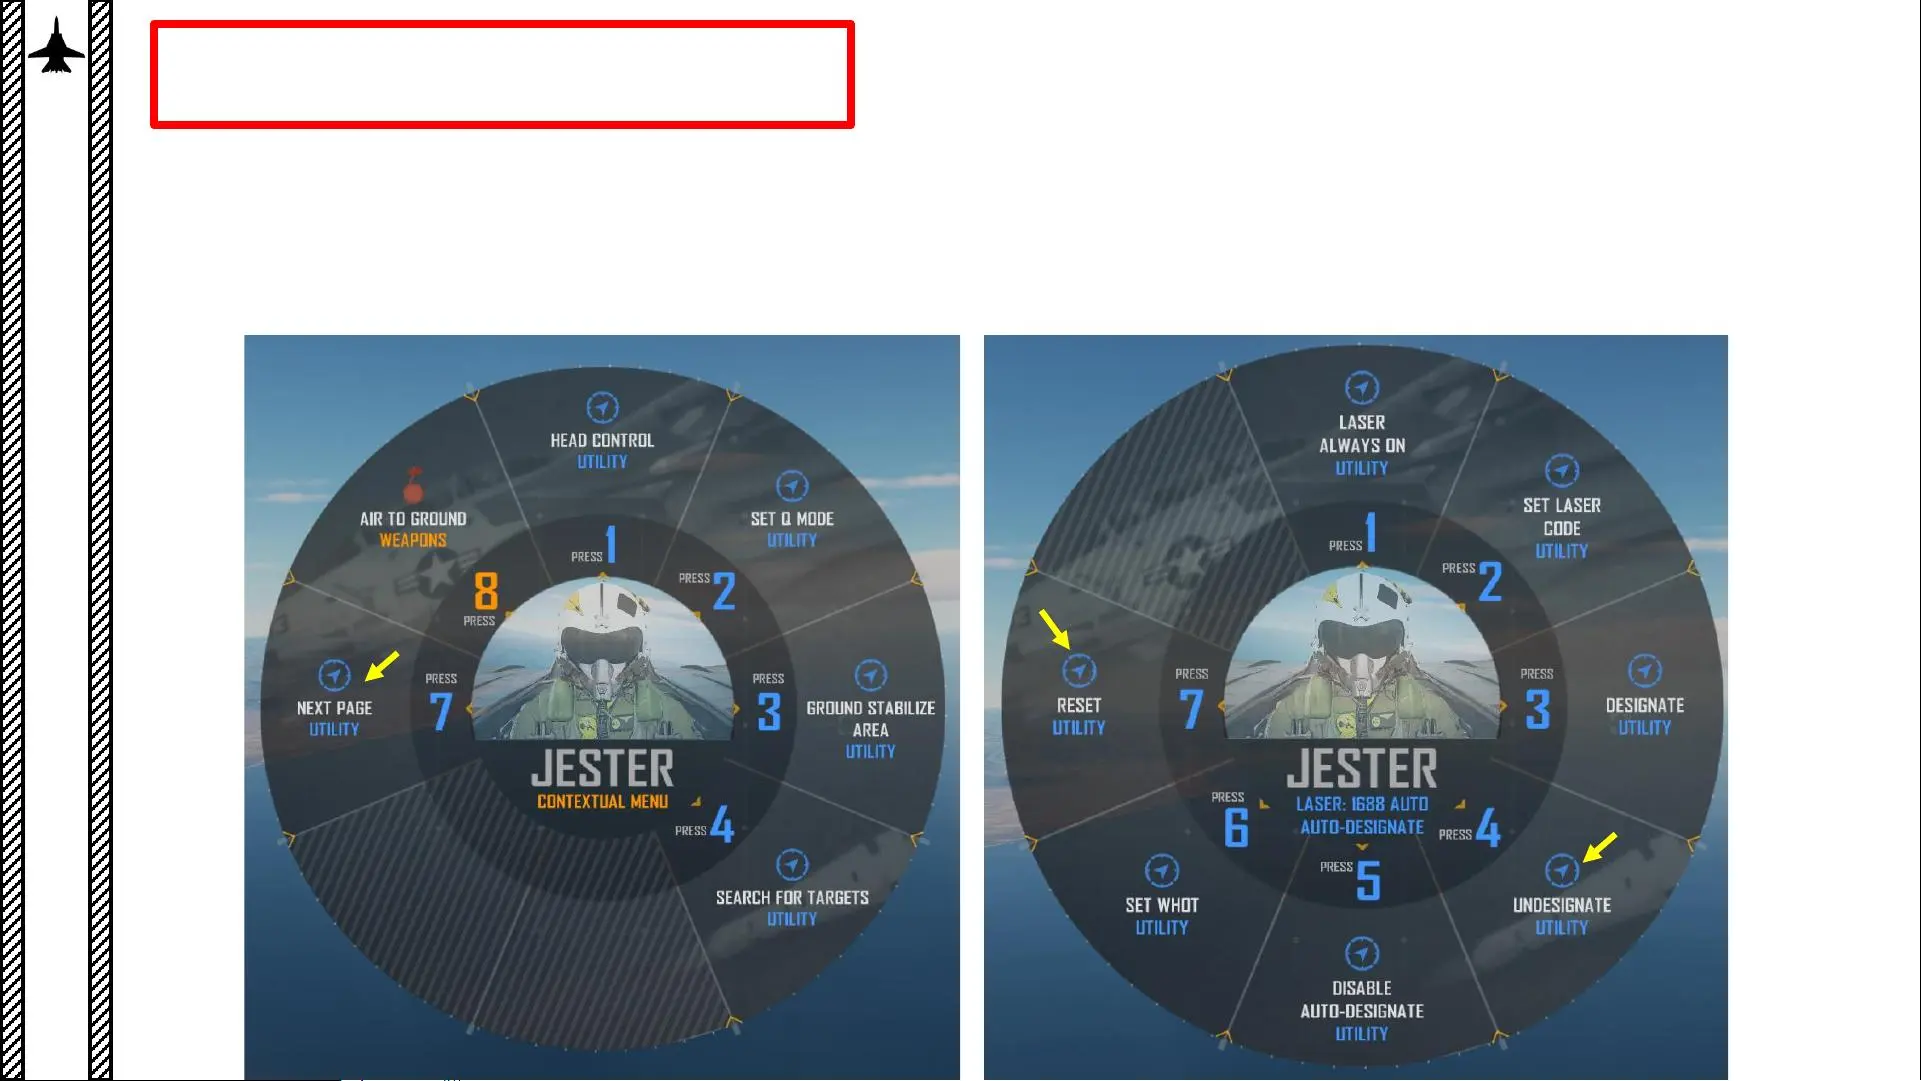 HEAD CONTROL
UTILITY
SET Q MODE
UTILITY
AIR TO GROUND
WEAPONS
PRESS 1
PRESS 2
8
PRESS
NEXT PAGE
UTILITY
PRESS
7
PRESS
3
GROUND STABILIZE
AREA
UTILITY
JESTER
CONTEXTUAL MENU
PRESS 4
SEARCH FOR TARGETS
UTILITY
LASER
ALWAYS ON
UTILITY
SET LASER
CODE
UTILITY
PRESS 1
PRESS 2
RESET
UTILITY
PRESS
7
PRESS
3
DESIGNATE
UTILITY
JESTER
LASER: 1688 AUTO
AUTO-DESIGNATE
PRESS
6
PRESS 4
PRESS 5
SET WHOT
UTILITY
UNDESIGNATE
UTILITY
DISABLE
AUTO-DESIGNATE
UTILITY